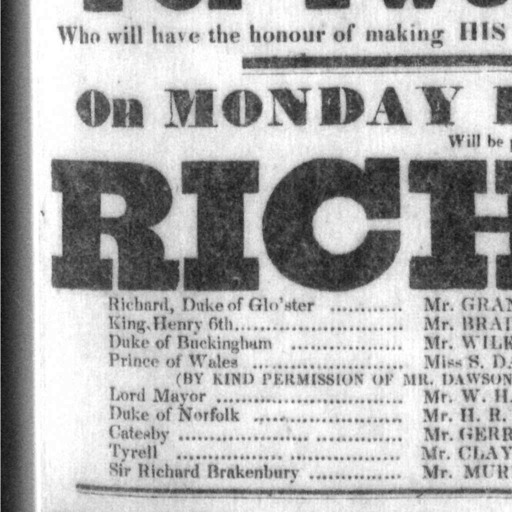 Who will have the honour of making HIS
On MONDAY
Will be
RICH
Richard, Duke of Glo'ster ............ Mr. GRAN
King Henry 6th............................ Mr. BRAD
Duke of Buckingham ................... Mr. WILK
Prince of Wales ......................... Miss S. DA
(BY KIND PERMISSION OF MR. DAWSON
Lord Mayor ................................ Mr. W. H.
Duke of Norfolk ......................... Mr. H. R.
Catesby ...................... ............... Mr. GERR
Tyrell .................. ................... Mr. CLAY
Sir Richard Brakenbury ............... Mr. MUR